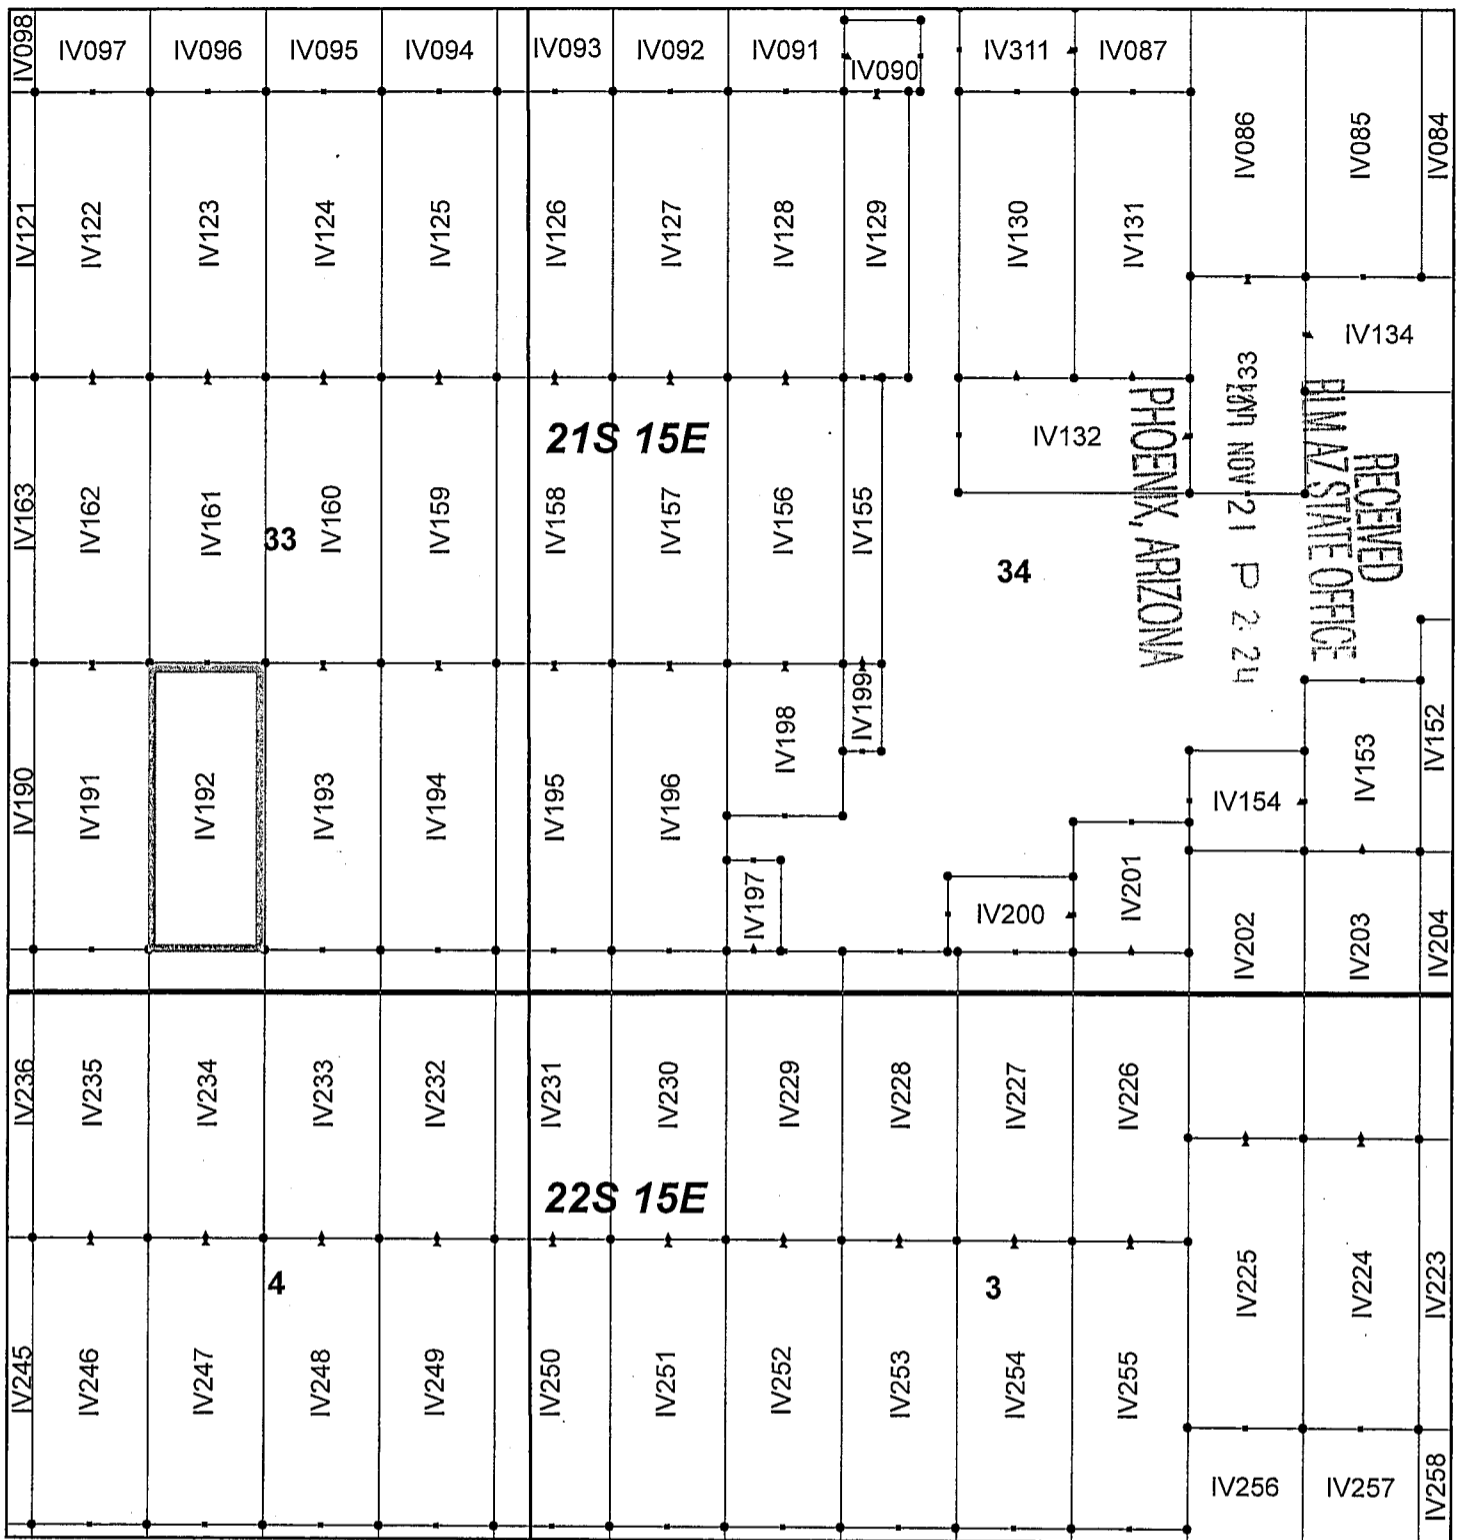 IV098 IV097 IV096 IV095 IV094 IV093 IV092 IV091 IV090 IV311 IV087
IV086 IV085 IV084
IV121 IV122 IV123 IV124 IV125 IV126 IV127 IV128 IV129 IV130 IV131
IV134
21S 15E
IV132
IV163 IV162 IV161 IV160 IV159 IV158 IV157 IV156 IV155
33
34
RECEIVED
BLM AZ STATE OFFICE
NOV 21 P 2:24
PHOENIX, ARIZONA
IV199 IV198
IV190 IV191 IV192 IV193 IV194 IV195 IV196
IV154 IV153 IV152
IV197 IV200 IV201
IV202 IV203 IV204
IV236 IV235 IV234 IV233 IV232 IV231 IV230 IV229 IV228 IV227 IV226
22S 15E
4
3
IV225 IV224 IV223
IV245 IV246 IV247 IV248 IV249 IV250 IV251 IV252 IV253 IV254 IV255
IV256 IV257 IV258